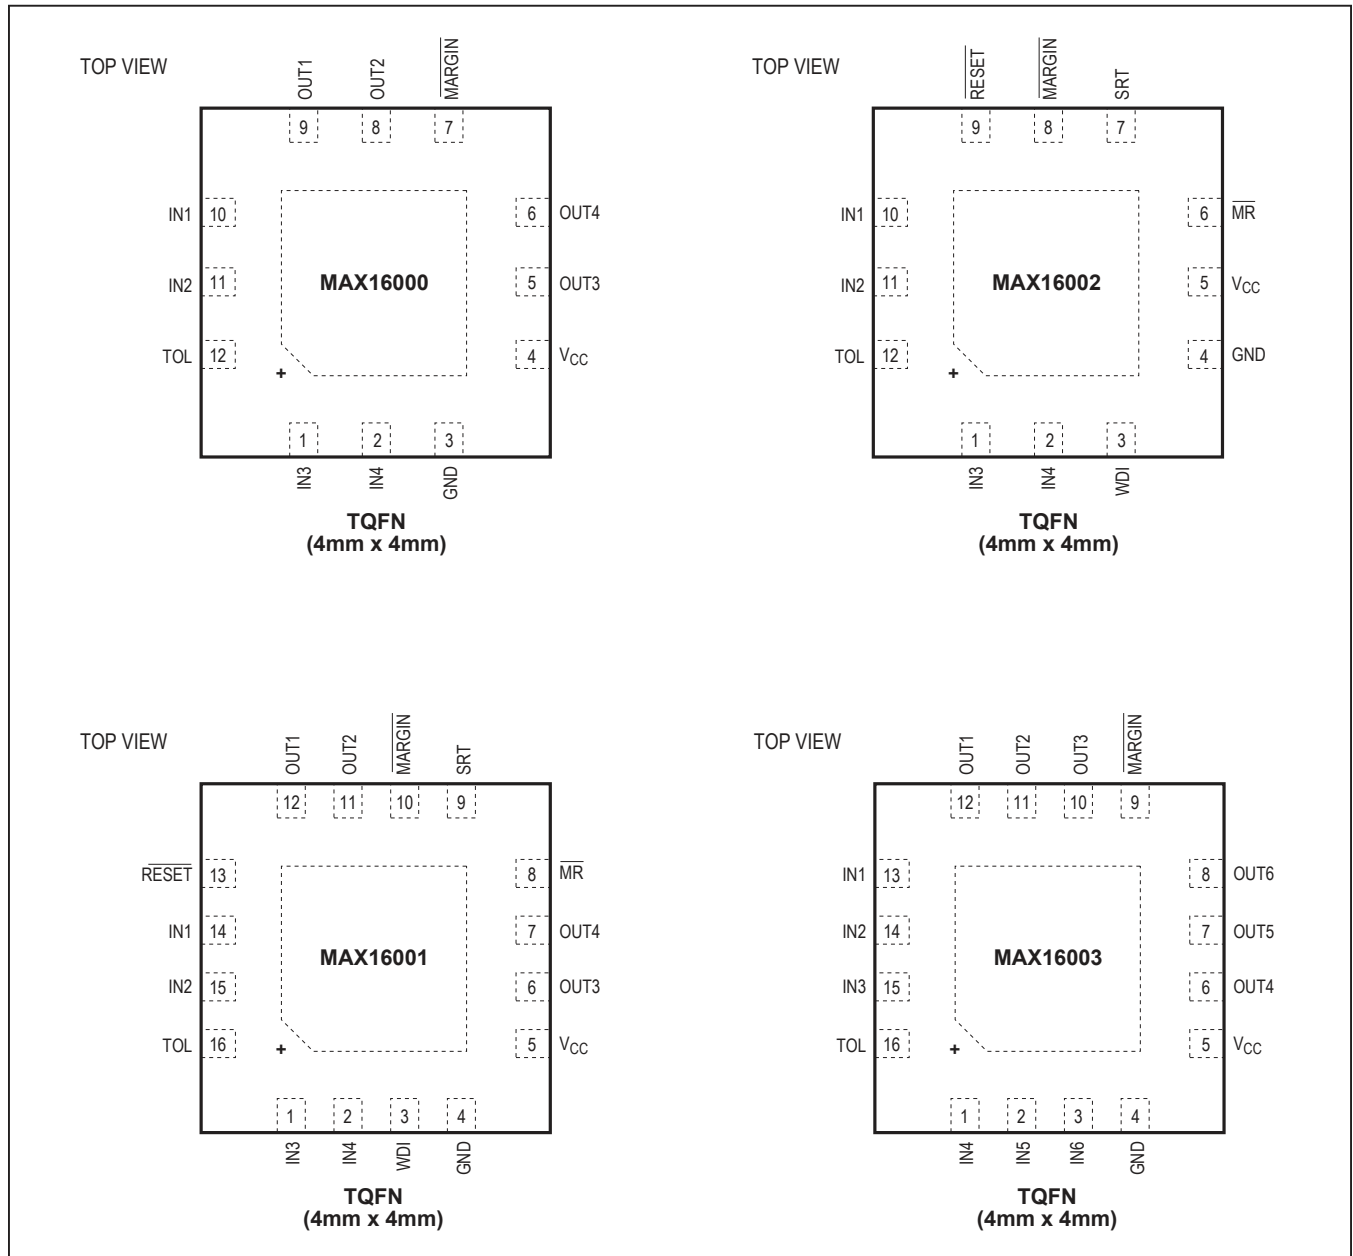 TOP VIEW
OUT1
OUT2
MARGIN
9
8
7
IN1 10
6 OUT4
IN2 11
MAX16000
5 OUT3
TOL 12
4 VCC
+
1
2
3
IN3
IN4
GND
TQFN
(4mm x 4mm)
TOP VIEW
RESET
MARGIN
SRT
9
8
7
IN1 10
6 MR
IN2 11
MAX16002
5 VCC
TOL 12
4 GND
+
1
2
3
IN3
IN4
WDI
TQFN
(4mm x 4mm)
TOP VIEW
OUT1
OUT2
MARGIN
SRT
12
11
10
9
RESET 13
8 MR
IN1 14
7 OUT4
MAX16001
IN2 15
6 OUT3
TOL 16
5 VCC
+
1
2
3
4
IN3
IN4
WDI
GND
TQFN
(4mm x 4mm)
TOP VIEW
OUT1
OUT2
OUT3
MARGIN
12
11
10
9
IN1 13
8 OUT6
IN2 14
7 OUT5
MAX16003
IN3 15
6 OUT4
TOL 16
5 VCC
+
1
2
3
4
IN4
IN5
IN6
GND
TQFN
(4mm x 4mm)